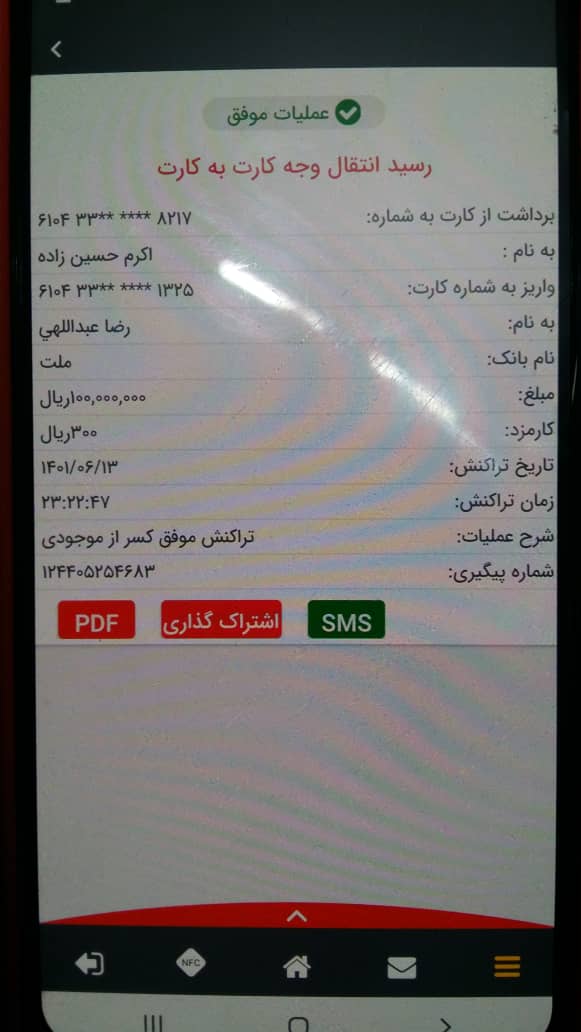 عملیات موفق
رسید انتقال وجه کارت به کارت
برداشت از کارت به شماره: ۶۱۰۴ ۳۳** **** ۸۲۱۷
به نام : اکرم حسین زاده
واریز به شماره کارت: ۶۱۰۴ ۳۳** **** ۱۳۲۵
به نام: رضا عبداللهي
نام بانک: ملت
مبلغ: ۱۰۰,۰۰۰,۰۰۰ریال
کارمزد: ۳۰۰ریال
تاریخ تراکنش: ۱۴۰۱/۰۶/۱۳
زمان تراکنش: ۲۳:۲۲:۴۷
شرح عملیات: تراکنش موفق کسر از موجودی
شماره پیگیری: ۱۲۴۴۰۵۲۵۴۶۸۳
SMS اشتراک گذاری PDF
NFC